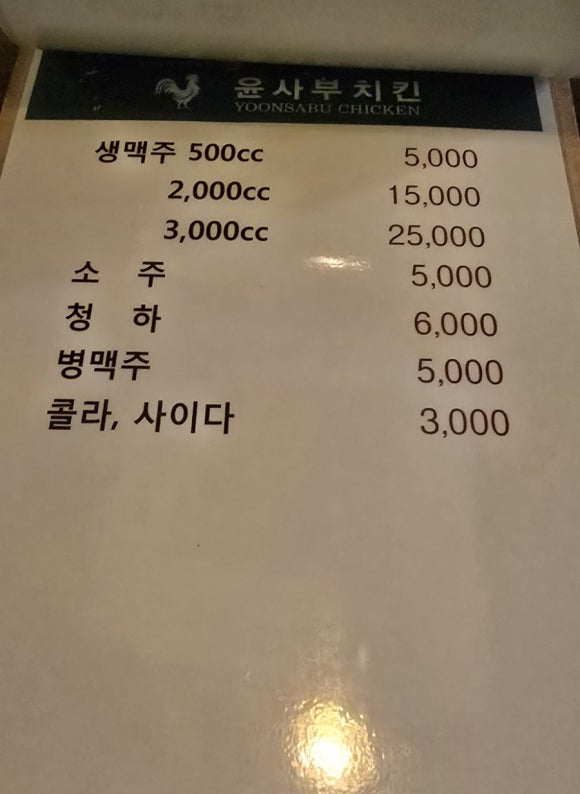 윤사부치킨
YOONSABU CHICKEN
생맥주 500cc 5,000
2,000cc 15,000
3,000cc 25,000
소 주 5,000
청 하 6,000
병맥주 5,000
콜라, 사이다 3,000